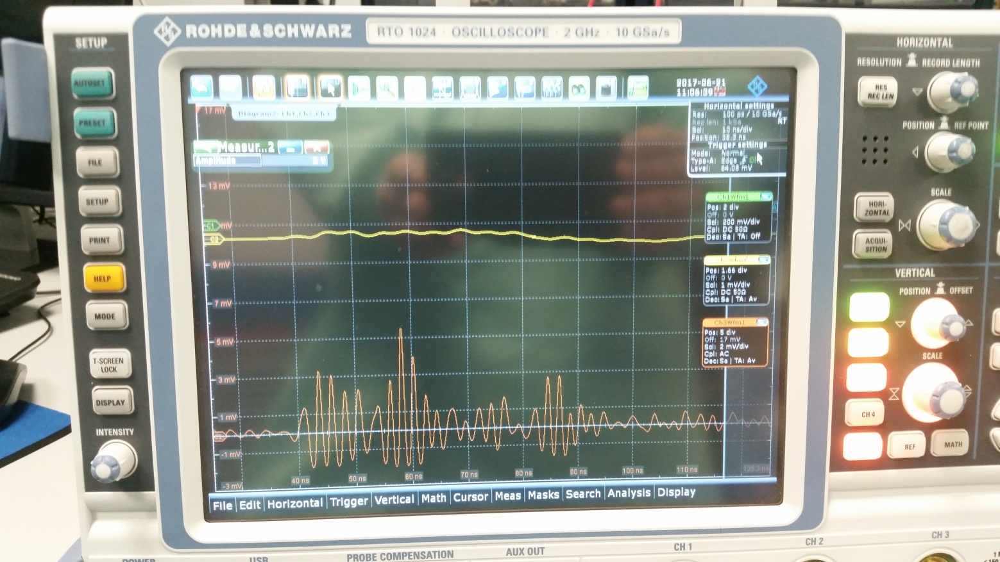 ROHDE&SCHWARZ
RTO 1024 · OSCILLOSCOPE · 2 GHz · 10 GSa/s
SETUP
AUTOSET
PRESET
FILE
SETUP
PRINT
HELP
MODE
T-SCREEN
LOCK
DISPLAY
INTENSITY
2017-06-21
Diagram2: Ch1,Ch2,Ch3
Measur...2
Amplitude 0 V
Horizontal settings
Res: 100 ps / 10 GSa/s
RT
Rec len: 1 kSa
Scl: 10 ns/div
Position: 38.3 ns
Trigger settings
Mode: Normal
Type-A: Edge
Level: 64.08 mV
17 mV
13 mV
mV
9 mV
7 mV
5 mV
3 mV
1 mV
-1 mV
-3 mV
C1
C2
C3
Ch1Wfm1
Pos: 2 div
Off: 0 V
Scl: 200 mV/div
Cpl: DC 50Ω
Dec: Sa | TA: Off
Pos: 1.66 div
Off: 0 V
Scl: 1 mV/div
Cpl: DC 50Ω
Dec: Sa | TA: Av
Ch3Wfm1
Pos: 5 div
Off: 17 mV
Scl: 2 mV/div
Cpl: AC
Dec: Sa | TA: Av
40 ns 50 ns 60 ns 70 ns 80 ns 90 ns 100 ns 110 ns 125.3 ns
File Edit Horizontal Trigger Vertical Math Cursor Meas Masks Search Analysis Display
HORIZONTAL
RESOLUTION RECORD LENGTH
RES
REC LEN
POSITION REF POINT
SCALE
HORI-
ZONTAL
ACQUI-
SITION
VERTICAL
POSITION OFFSET
SCALE
CH 4
REF
MATH
POWER
USB
PROBE COMPENSATION
AUX OUT
CH 1
CH 2
CH 3